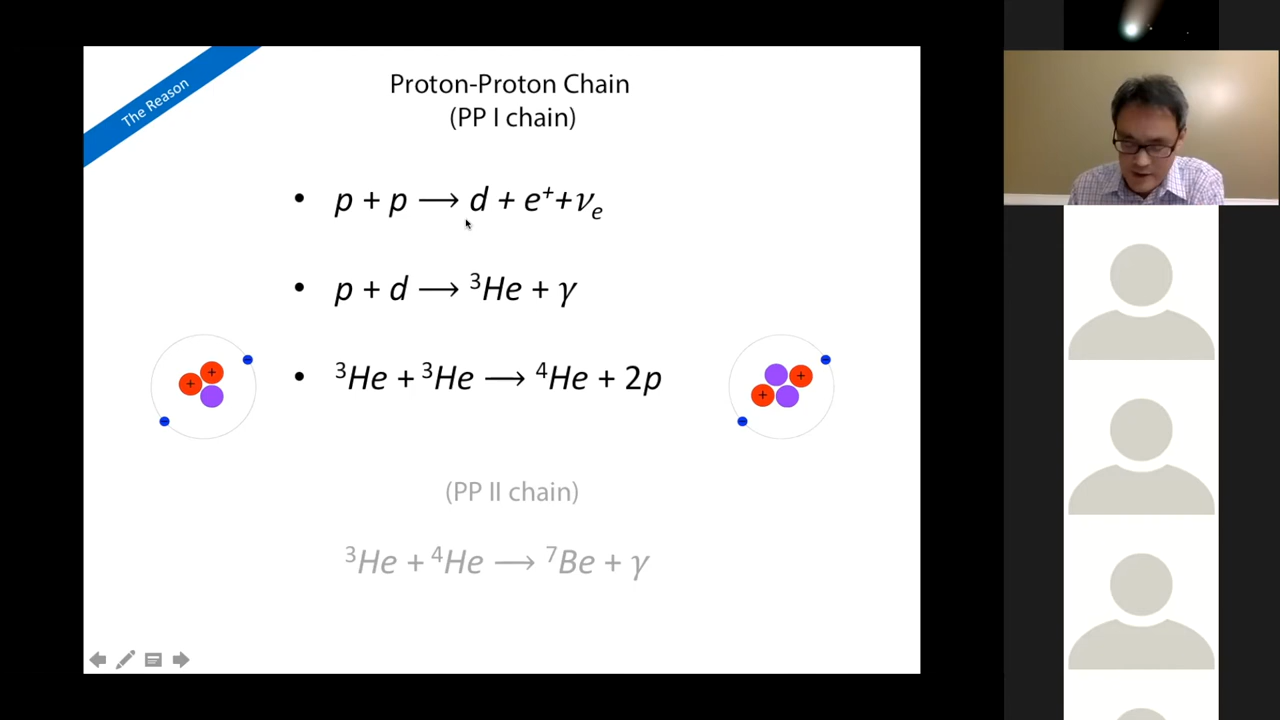 The Reason
Proton-Proton Chain
(PP I chain)
• p + p ⟶ d + e⁺+νₑ
• p + d ⟶ ³He + γ
• ³He + ³He ⟶ ⁴He + 2p
(PP II chain)
³He + ⁴He ⟶ ⁷Be + γ